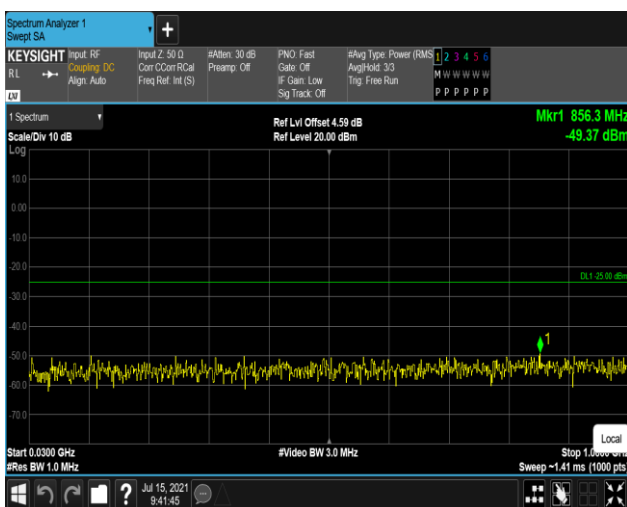 Spectrum Analyzer 1
Swept SA
+
KEYSIGHT
RL
LXI
Input: RF
Coupling: DC
Align: Auto
Input Z: 50 Ω
Corr CCorr RCal
Freq Ref: Int (S)
#Atten: 30 dB
Preamp: Off
PNO: Fast
Gate: Off
IF Gain: Low
Sig Track: Off
#Avg Type: Power (RMS
Avg|Hold: 3/3
Trig: Free Run
1 2 3 4 5 6
M W W W W W
P P P P P P
1 Spectrum
Scale/Div 10 dB
Ref Lvl Offset 4.59 dB
Ref Level 20.00 dBm
Mkr1 856.3 MHz
-49.37 dBm
Log
10.0
0.00
-10.0
-20.0
DL1 -25.00 dBm
-30.0
-40.0
1
-50.0
-60.0
-70.0
Local
Start 0.0300 GHz
#Video BW 3.0 MHz
Stop 1.0000 GHz
#Res BW 1.0 MHz
Sweep ~1.41 ms (1000 pts)
?
Jul 15, 2021
9:41:45